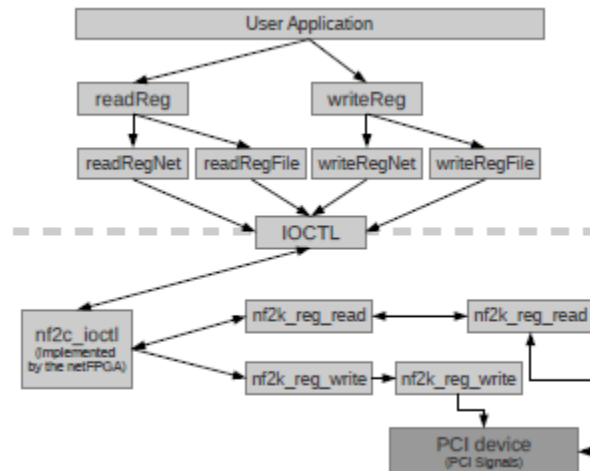 User Application
readReg
writeReg
readRegNet
readRegFile
writeRegNet
writeRegFile
IOCTL
nf2c_ioctl
(Implemented
by the netFPGA)
nf2k_reg_read
nf2k_reg_read
nf2k_reg_write
nf2k_reg_write
PCI device
(PCI Signals)